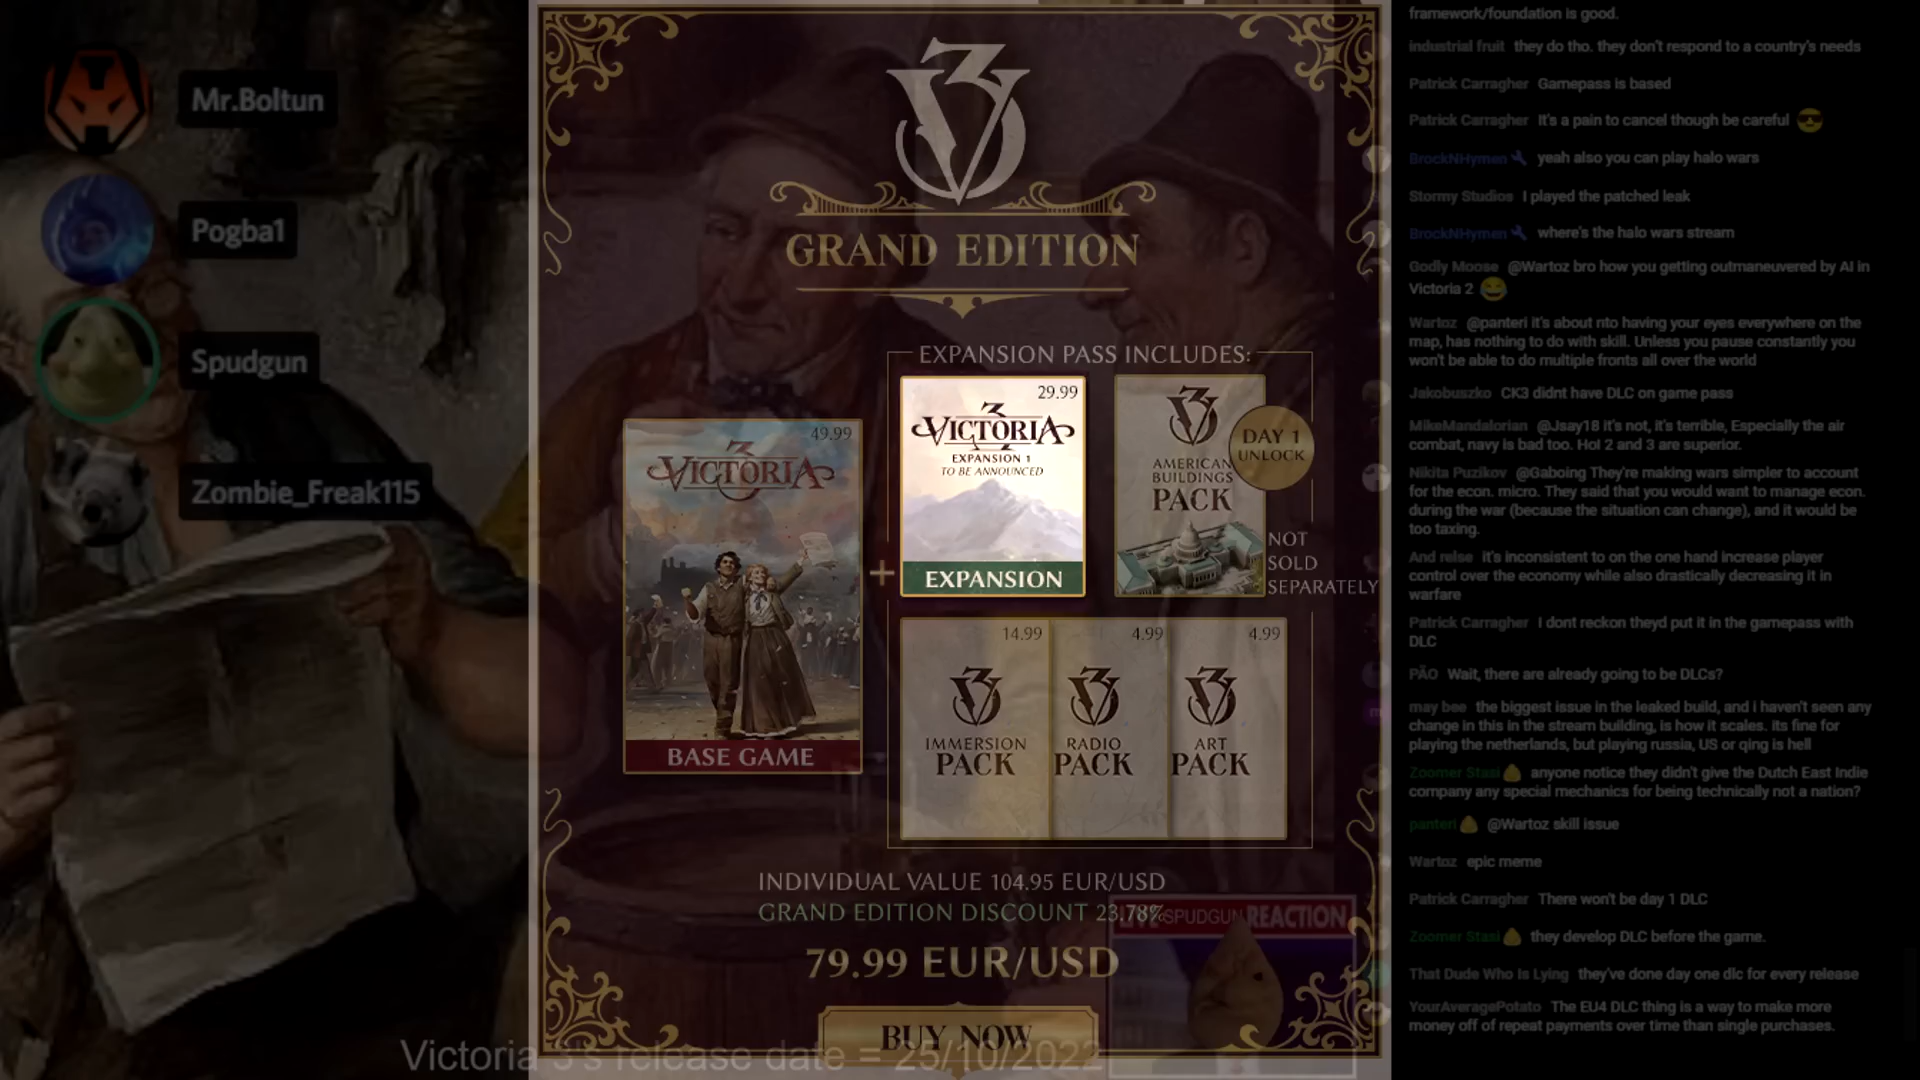 Mr.Boltun
Pogba1
Spudgun
Zombie_Freak115
GRAND EDITION
EXPANSION PASS INCLUDES:
49.99
VICTORIA
3
BASE GAME
+
29.99
3
VICTORIA
EXPANSION 1
TO BE ANNOUNCED
EXPANSION
AMERICAN
BUILDINGS
PACK
DAY 1
UNLOCK
NOT
SOLD
SEPARATELY
14.99
IMMERSION
PACK
4.99
RADIO
PACK
4.99
ART
PACK
INDIVIDUAL VALUE 104.95 EUR/USD
GRAND EDITION DISCOUNT 23.78%
79.99 EUR/USD
BUY NOW
LIVE SPUDGUN REACTION
Victoria 3's release date = 25/10/2022
framework/foundation is good.
industrial fruit they do tho. they don't respond to a country's needs
Patrick Carragher Gamepass is based
Patrick Carragher It's a pain to cancel though be careful
BrockNHymen yeah also you can play halo wars
Stormy Studios I played the patched leak
BrockNHymen where's the halo wars stream
Godly Moose @Wartoz bro how you getting outmaneuvered by AI in
Victoria 2
Wartoz @panteri it's about nto having your eyes everywhere on the
map, has nothing to do with skill. Unless you pause constantly you
won't be able to do multiple fronts all over the world
Jakobuszko CK3 didnt have DLC on game pass
MikeMandalorian @Jsay18 it's not, it's terrible, Especially the air
combat, navy is bad too. HoI 2 and 3 are superior.
Nikita Puzikov @Gaboing They're making wars simpler to account
for the econ. micro. They said that you would want to manage econ.
during the war (because the situation can change), and it would be
too taxing.
And relse it's inconsistent to on the one hand increase player
control over the economy while also drastically decreasing it in
warfare
Patrick Carragher I dont reckon theyd put it in the gamepass with
DLC
PÃO Wait, there are already going to be DLCs?
may bee the biggest issue in the leaked build, and i haven't seen any
change in this in the stream building, is how it scales. its fine for
playing the netherlands, but playing russia, US or qing is hell
Zoomer Stasi anyone notice they didn't give the Dutch East Indie
company any special mechanics for being technically not a nation?
panteri @Wartoz skill issue
Wartoz epic meme
Patrick Carragher There won't be day 1 DLC
Zoomer Stasi they develop DLC before the game.
That Dude Who Is Lying they've done day one dlc for every release
YourAveragePotato The EU4 DLC thing is a way to make more
money off of repeat payments over time than single purchases.